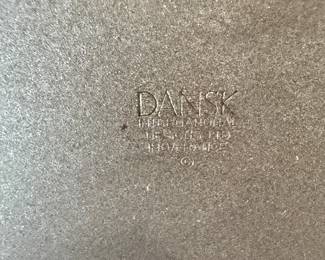 DANSK
INTERNATIONAL
DESIGNS LTD
©